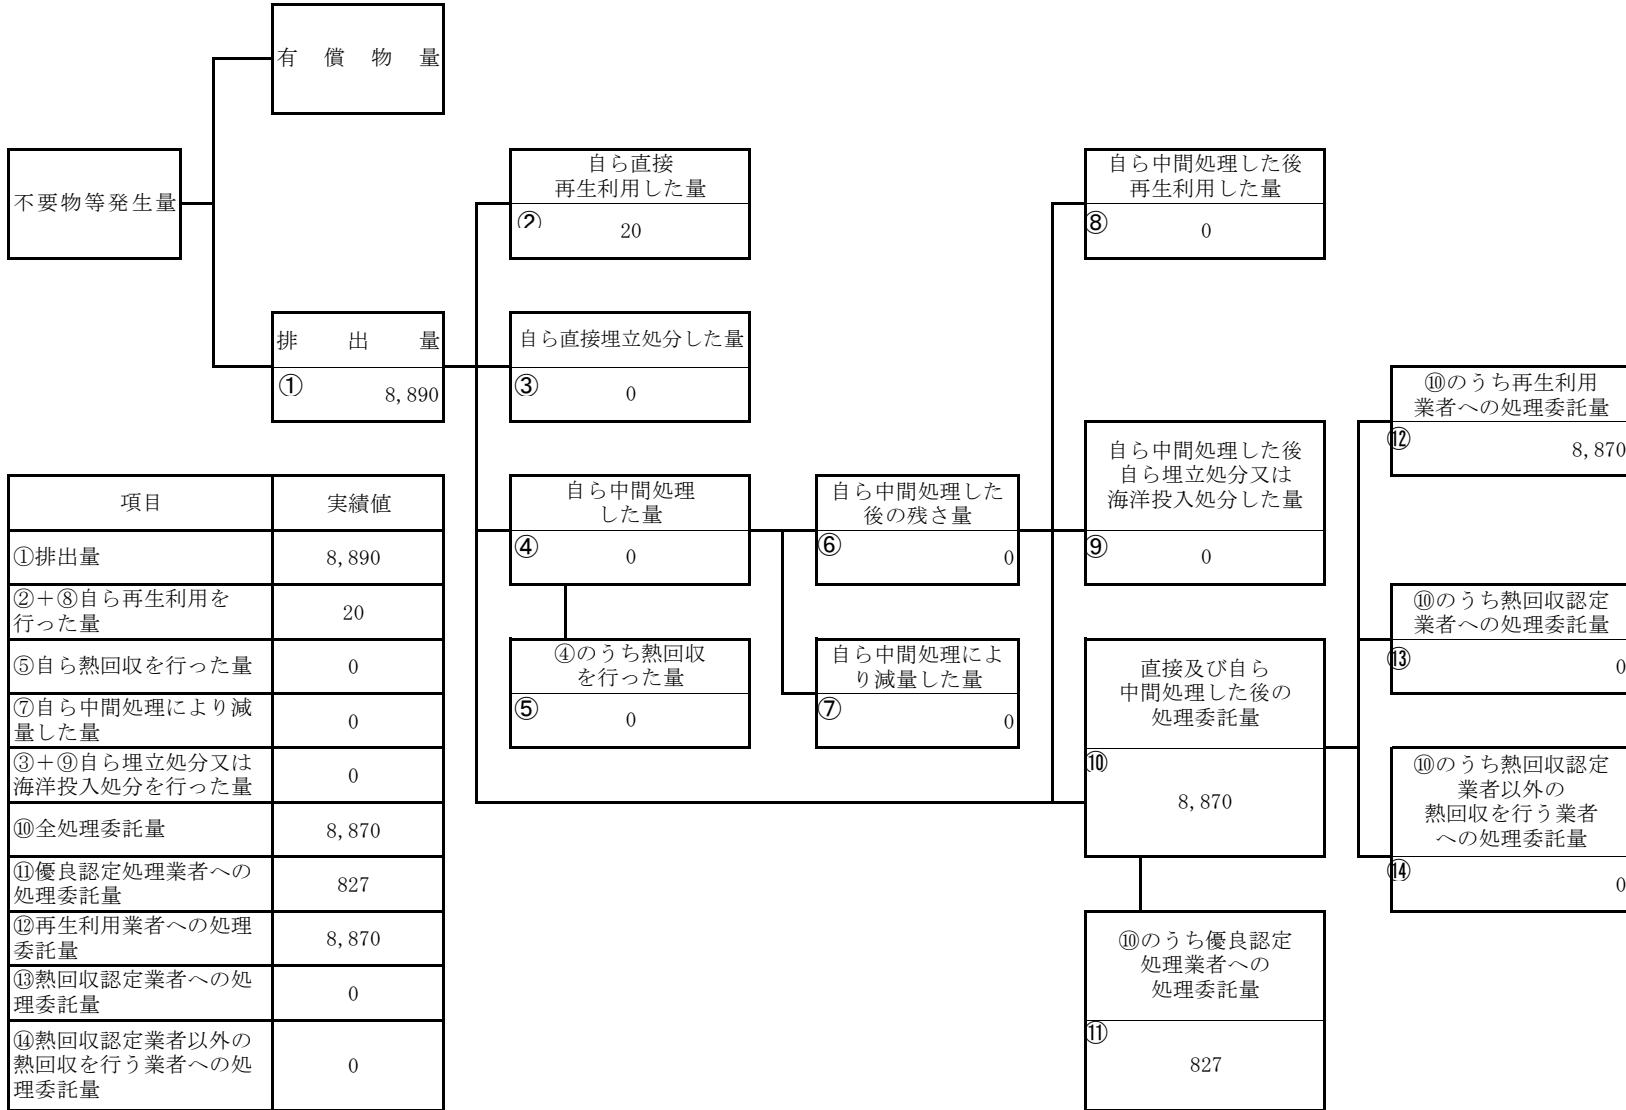 有償物量
不要物等発生量
自ら直接
再生利用した量
②
20
自ら中間処理した後
再生利用した量
⑧
0
排出量
①
8,890
自ら直接埋立処分した量
③
0
⑩のうち再生利用
業者への処理委託量
⑫
8,870
自ら中間処理
した量
④
0
自ら中間処理した
後の残さ量
⑥
0
自ら中間処理した後
自ら埋立処分又は
海洋投入処分した量
⑨
0
⑩のうち熱回収認定
業者への処理委託量
⑬
0
④のうち熱回収
を行った量
⑤
0
自ら中間処理によ
り減量した量
⑦
0
直接及び自ら
中間処理した後の
処理委託量
⑩
8,870
⑩のうち熱回収認定
業者以外の
熱回収を行う業者
への処理委託量
⑭
0
⑩のうち優良認定
処理業者への
処理委託量
⑪
827
項目 実績値
①排出量 8,890
②+⑧自ら再生利用を
行った量 20
⑤自ら熱回収を行った量 0
⑦自ら中間処理により減
量した量 0
③+⑨自ら埋立処分又は
海洋投入処分を行った量 0
⑩全処理委託量 8,870
⑪優良認定処理業者への
処理委託量 827
⑫再生利用業者への処理
委託量 8,870
⑬熱回収認定業者への処
理委託量 0
⑭熱回収認定業者以外の
熱回収を行う業者への処
理委託量 0